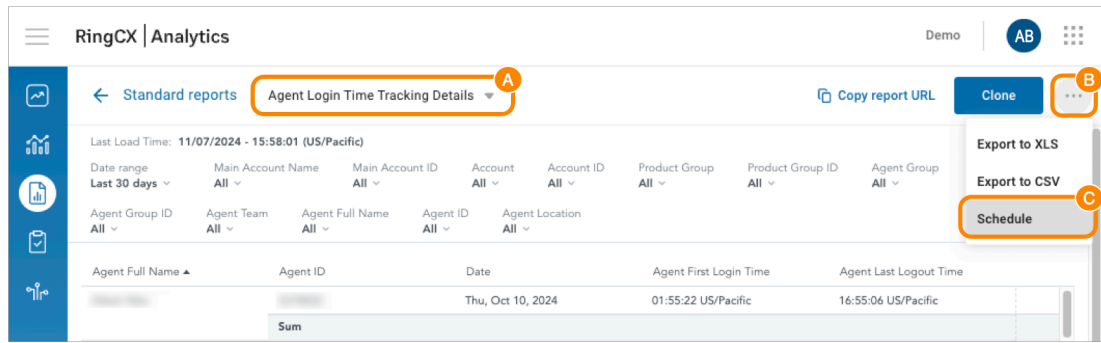 RingCX | Analytics
Demo
AB
A
B
Standard reports
Agent Login Time Tracking Details
Copy report URL
Clone
Last Load Time: 11/07/2024 - 15:58:01 (US/Pacific)
Export to XLS
Date range Main Account Name Main Account ID Account Account ID Product Group Product Group ID Agent Group
Last 30 days All All All All All All All
Export to CSV
C
Schedule
Agent Group ID Agent Team Agent Full Name Agent ID Agent Location
All All All All All
Agent Full Name Agent ID Date Agent First Login Time Agent Last Logout Time
Thu, Oct 10, 2024 01:55:22 US/Pacific 16:55:06 US/Pacific
Sum